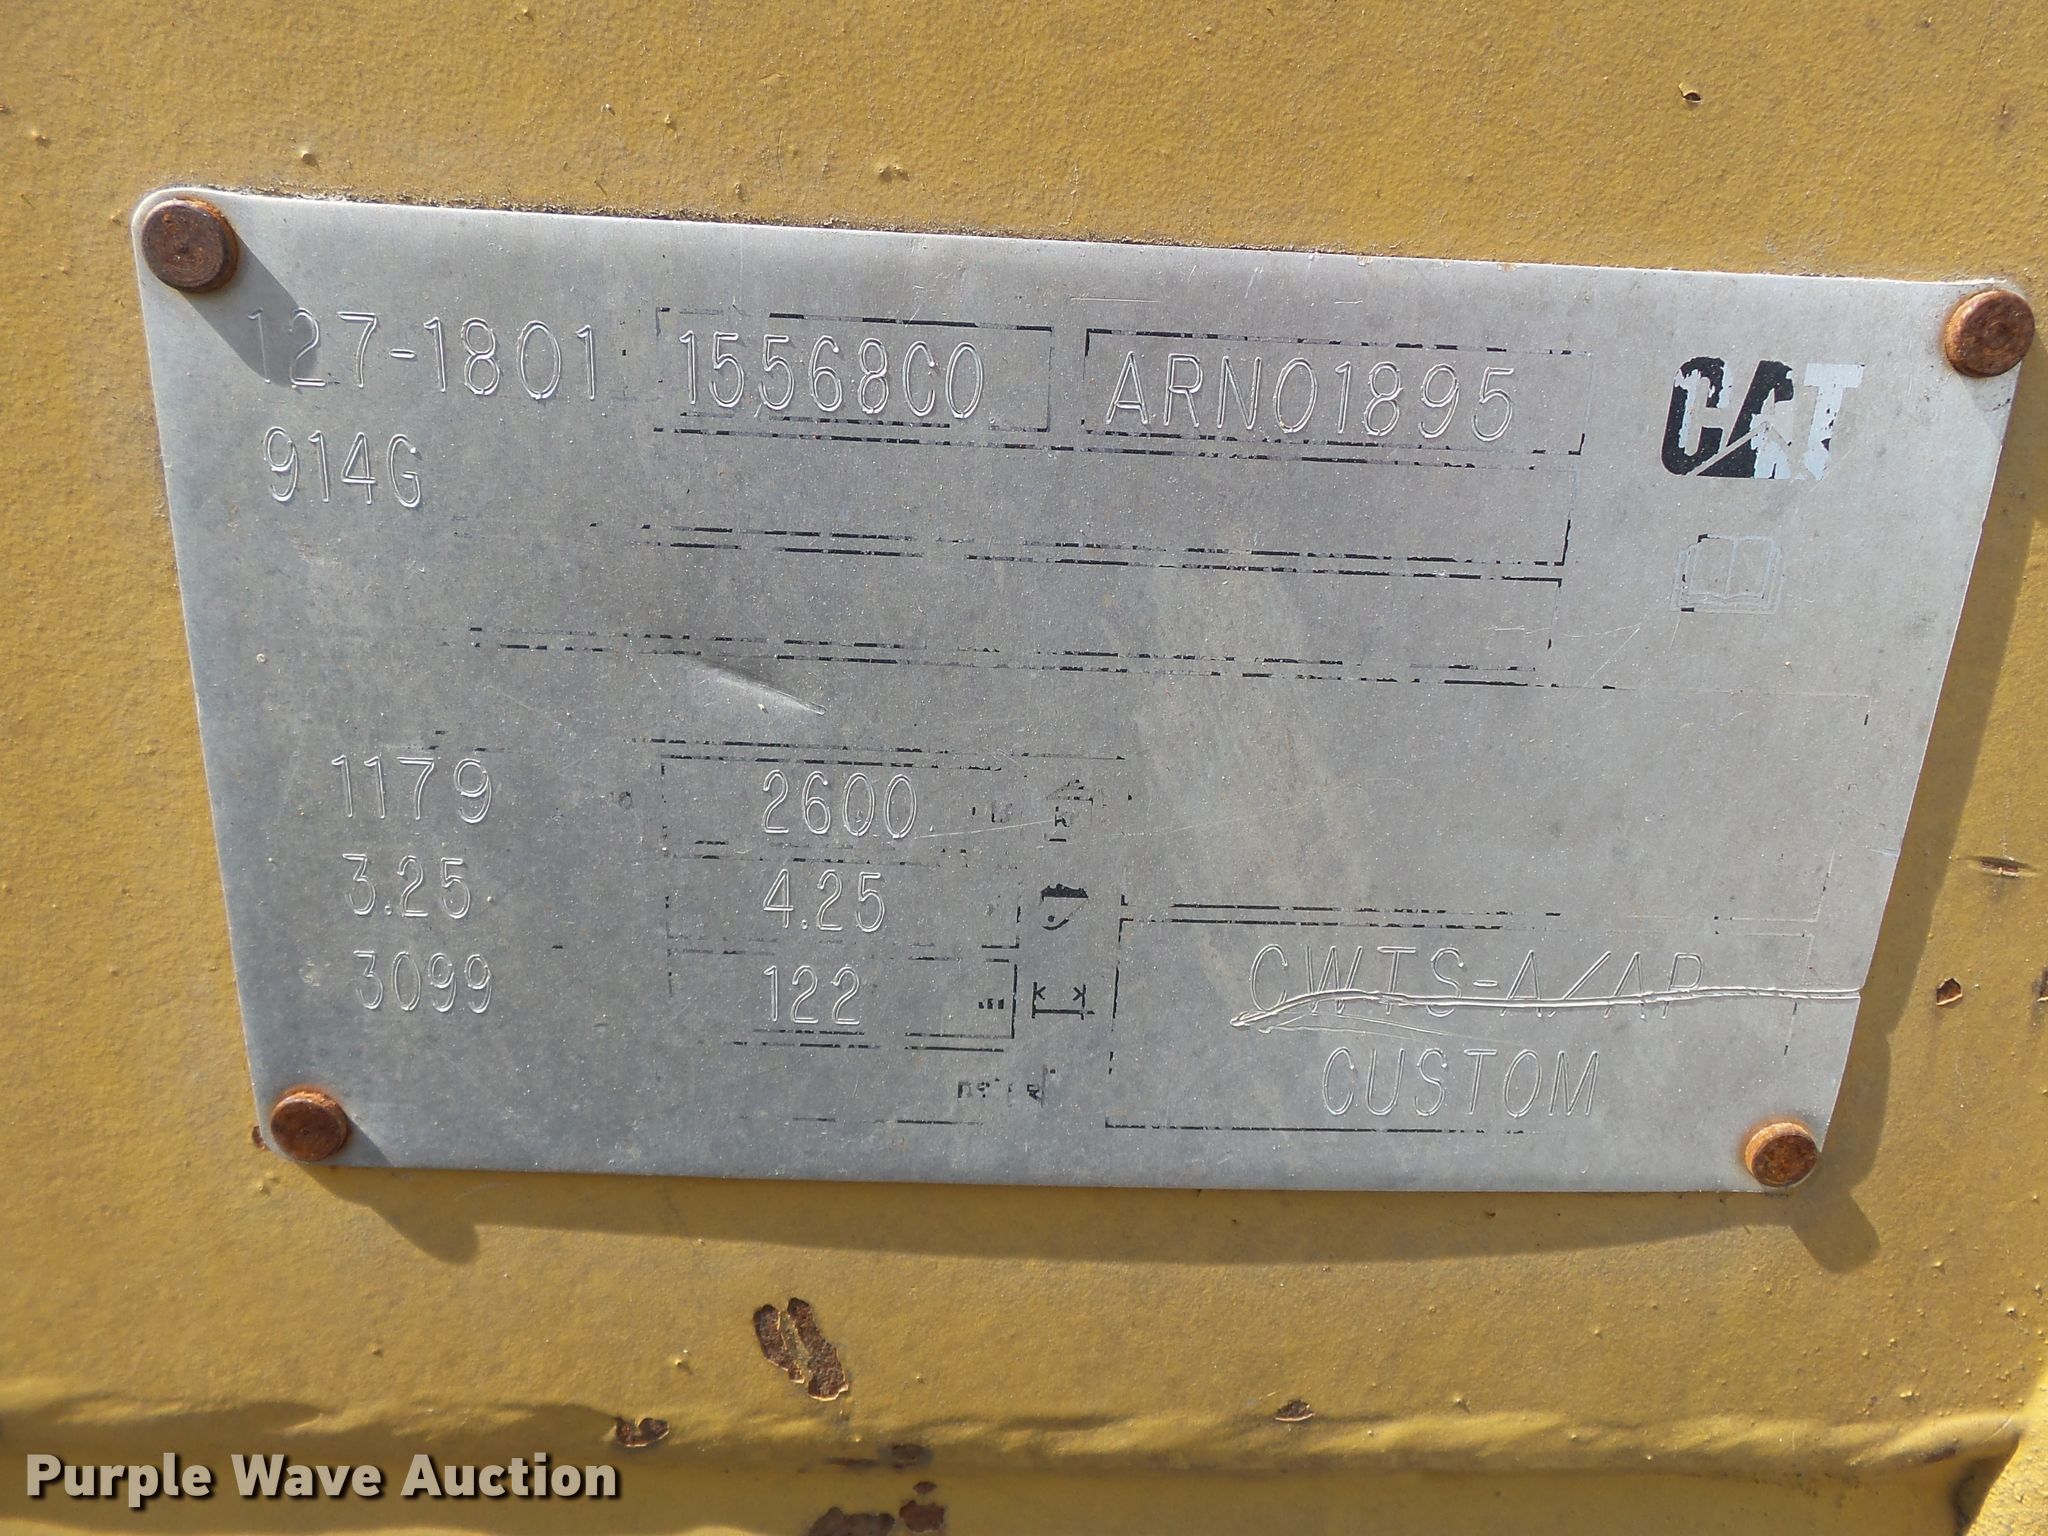 127-1801 15568C0 ARN01895 CAT
914G
1179 2600
3.25 4.25
3099 122
CWTS-A/AP
CUSTOM
Purple Wave Auction